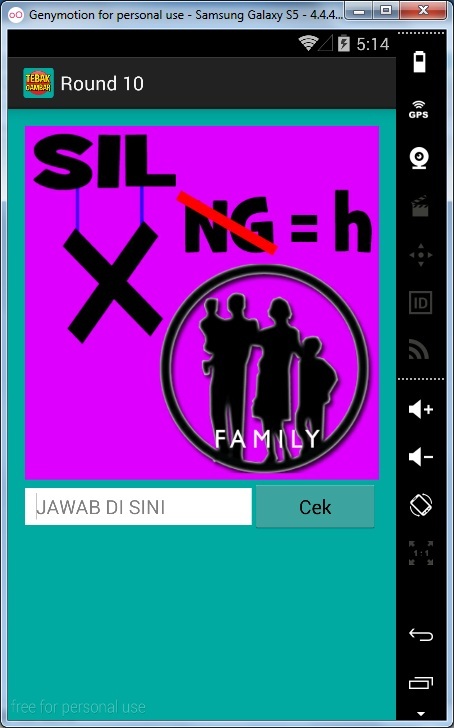 Genymotion for personal use - Samsung Galaxy S5 - 4.4.4...
5:14
TEBAK
GAMBAR
Round 10
GPS
SIL
NG = h
X
FAMILY
ID
JAWAB DI SINI
Cek
1:1
free for personal use